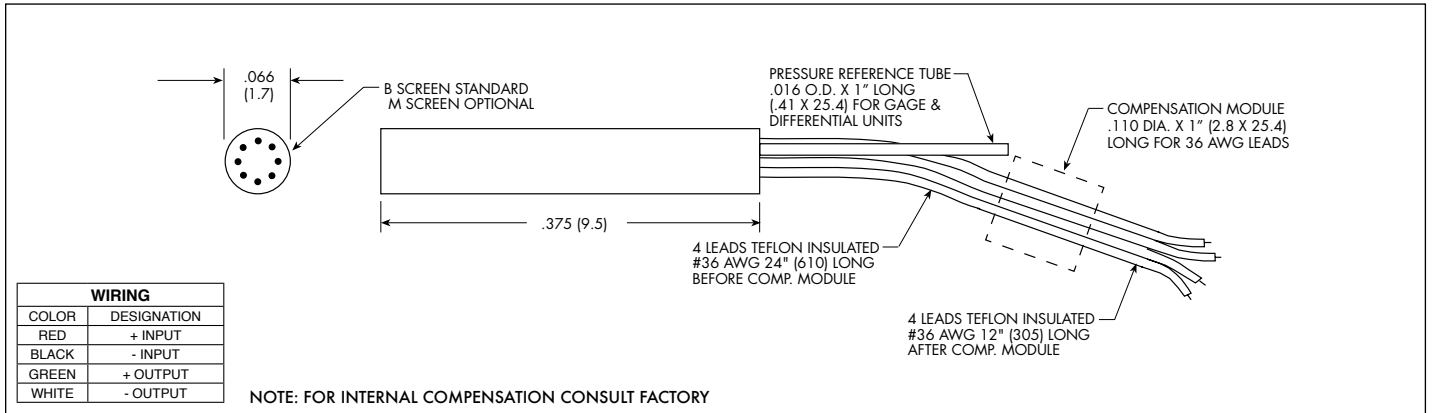 .066
(1.7)
B SCREEN STANDARD
M SCREEN OPTIONAL
PRESSURE REFERENCE TUBE
.016 O.D. X 1" LONG
(.41 X 25.4) FOR GAGE &
DIFFERENTIAL UNITS
COMPENSATION MODULE
.110 DIA. X 1" (2.8 X 25.4)
LONG FOR 36 AWG LEADS
.375 (9.5)
4 LEADS TEFLON INSULATED
#36 AWG 24" (610) LONG
BEFORE COMP. MODULE
4 LEADS TEFLON INSULATED
#36 AWG 12" (305) LONG
AFTER COMP. MODULE
WIRING
COLOR DESIGNATION
RED + INPUT
BLACK - INPUT
GREEN + OUTPUT
WHITE - OUTPUT
NOTE: FOR INTERNAL COMPENSATION CONSULT FACTORY